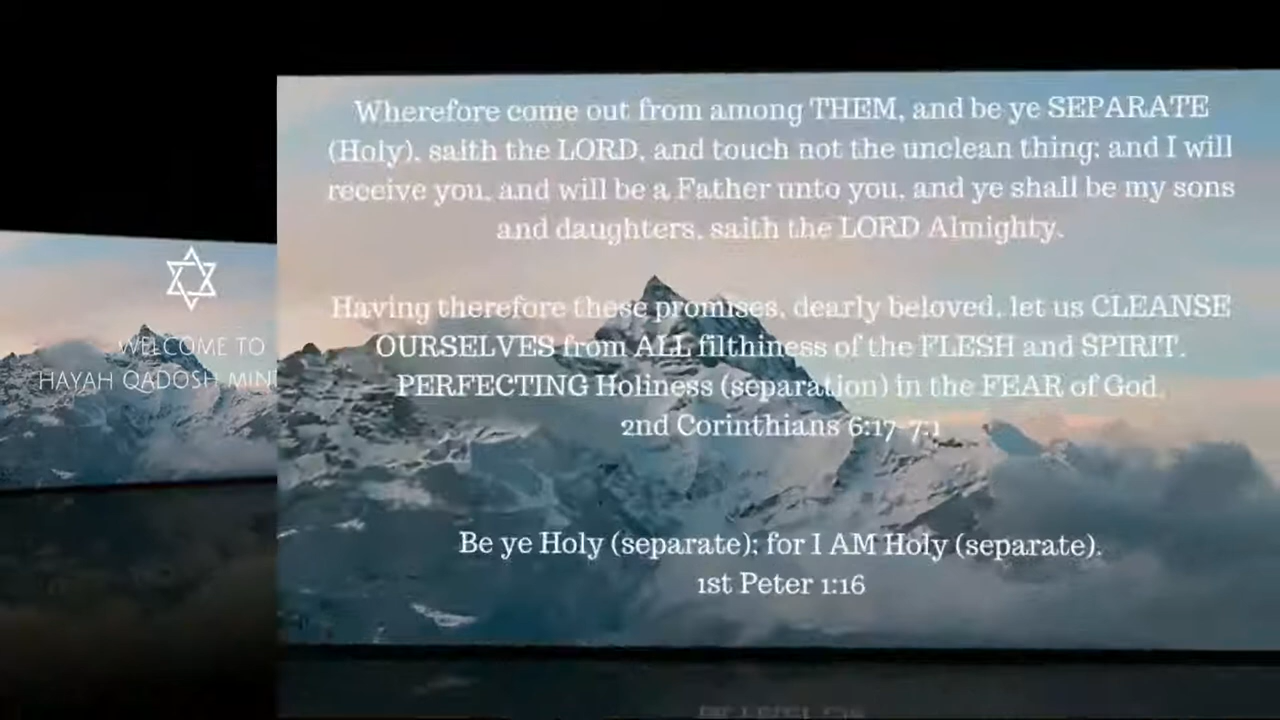 Wherefore come out from among THEM, and be ye SEPARATE
(Holy), saith the LORD, and touch not the unclean thing; and I will
receive you, and will be a Father unto you, and ye shall be my sons
and daughters, saith the LORD Almighty.
Having therefore these promises, dearly beloved, let us CLEANSE
OURSELVES from ALL filthiness of the FLESH and SPIRIT,
PERFECTING Holiness (separation) in the FEAR of God.
2nd Corinthians 6:17-7:1
Be ye Holy (separate); for I AM Holy (separate).
1st Peter 1:16
WELCOME TO
HAYAH QADOSH MINI